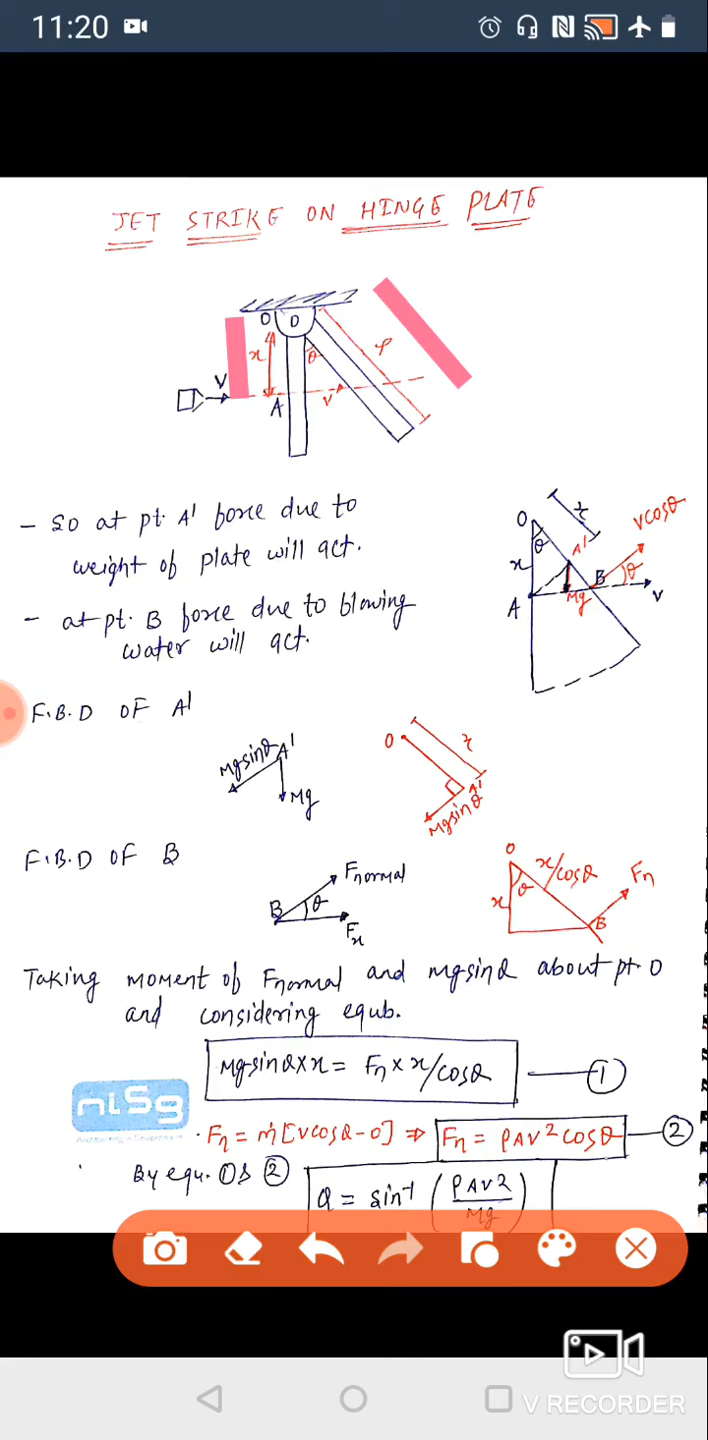 11:20
JET STRIKE ON HINGE PLATE
O
x
θ
V
A
V
- So at pt. A' force due to
weight of plate will act.
- at pt. B force due to blowing
water will act.
O
θ
x
A'
Vcosθ
B
θ
A
Mg
V
F.B.D OF A'
Mgsinθ
A'
Mg
O
A'
Mgsinθ
F.B.D OF B
Fnormal
B
θ
Fx
O
x/cosθ
Fn
θ
x
B
Taking moment of Fnormal and mgsinθ about pt. O
and considering equb.
Mgsinθ×x = Fn × x/cosθ — ①
niSg
Fn = ṁ[Vcosθ-0] ⇒ Fn = ρAV²cosθ — ②
By equ. ① & ②
θ = sin⁻¹ (ρAV²/Mg)
V RECORDER